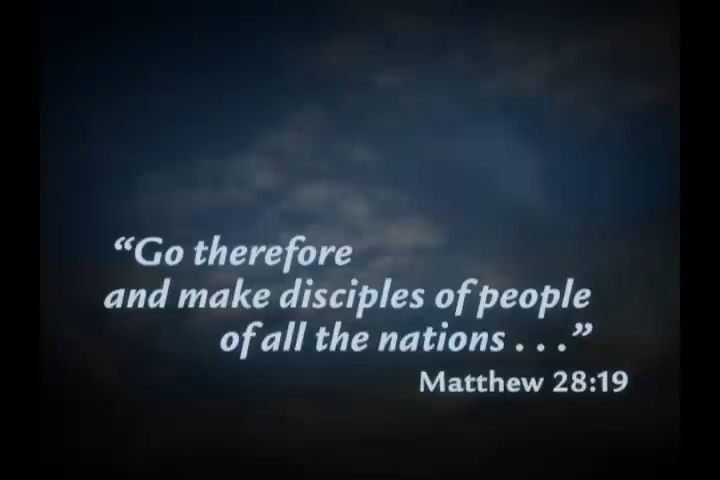 “Go therefore
and make disciples of people
of all the nations . . .”
Matthew 28:19